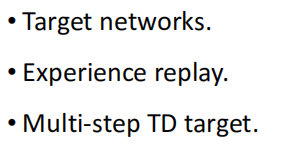 • Target networks.
• Experience replay.
• Multi-step TD target.